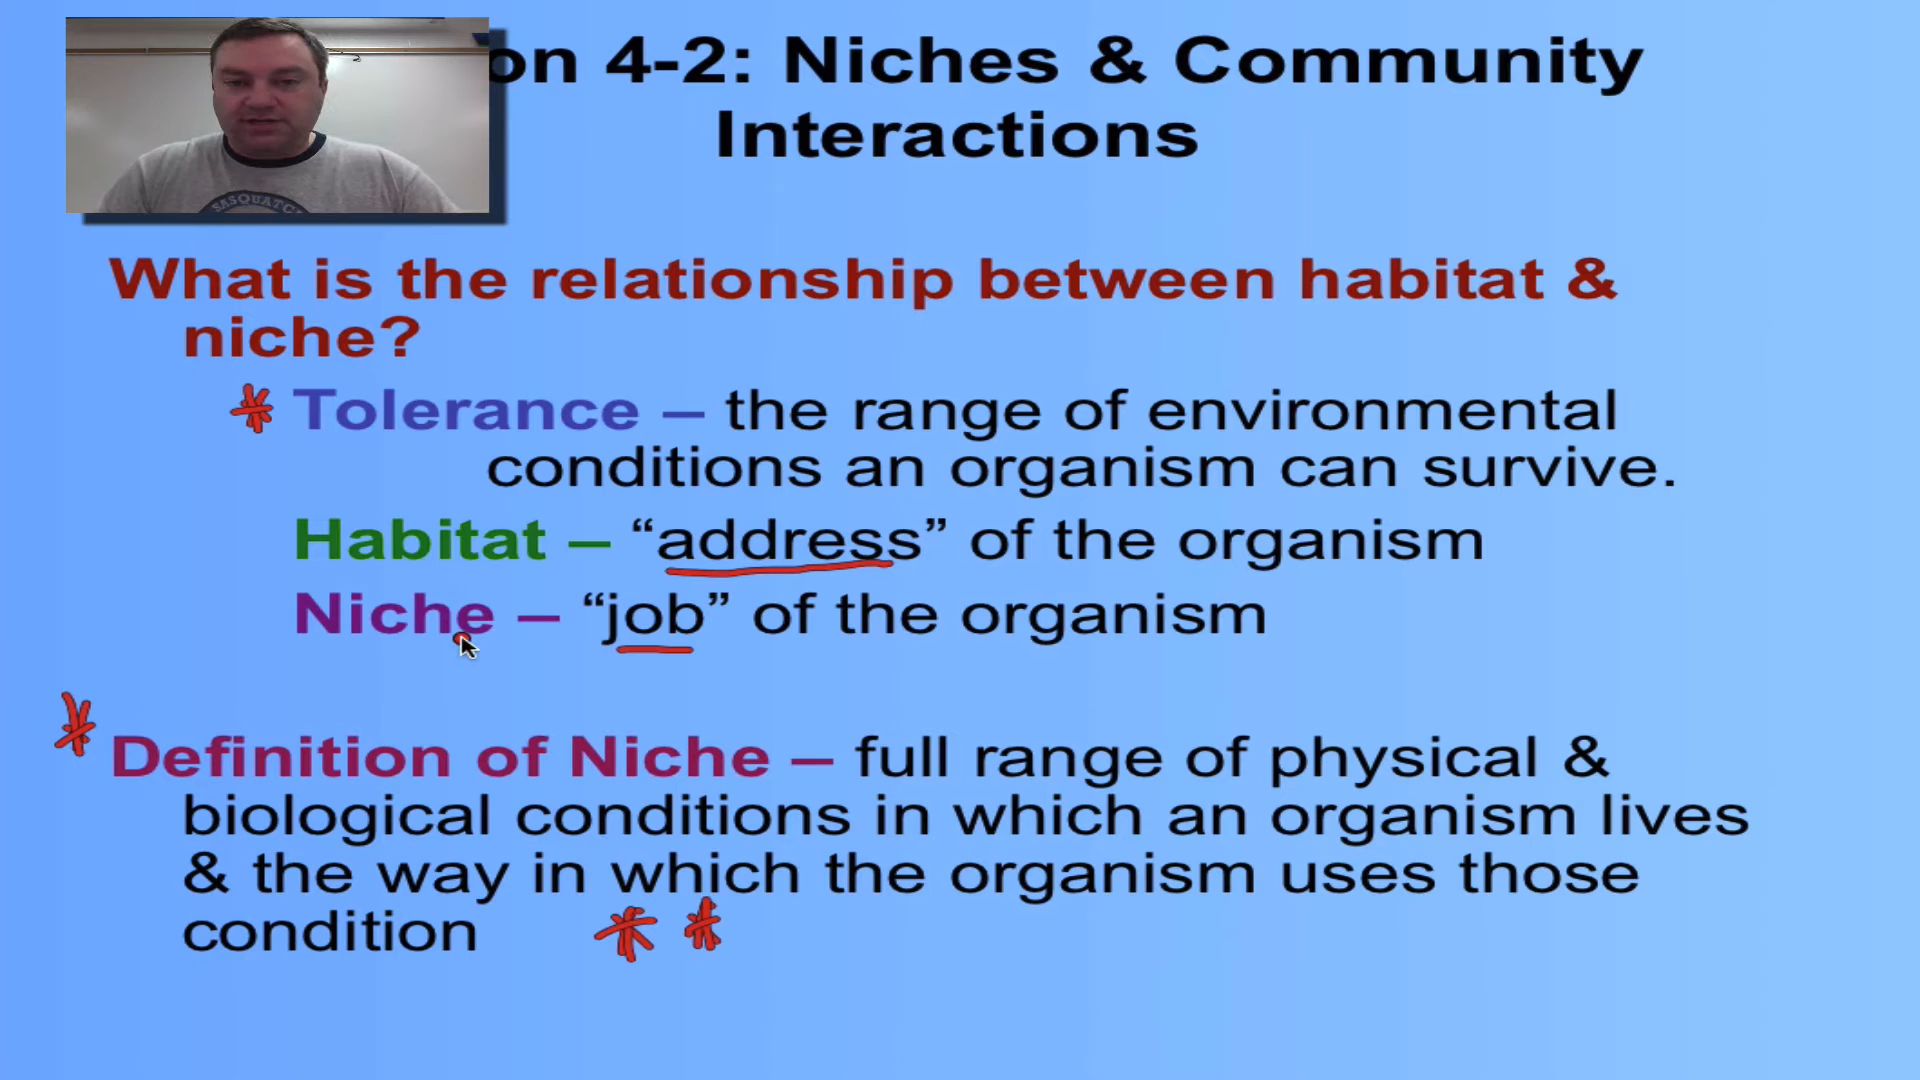 on 4-2: Niches & Community
Interactions
SASQUATCH
What is the relationship between habitat &
niche?
Tolerance – the range of environmental
conditions an organism can survive.
Habitat – “address” of the organism
Niche – “job” of the organism
Definition of Niche – full range of physical &
biological conditions in which an organism lives
& the way in which the organism uses those
condition